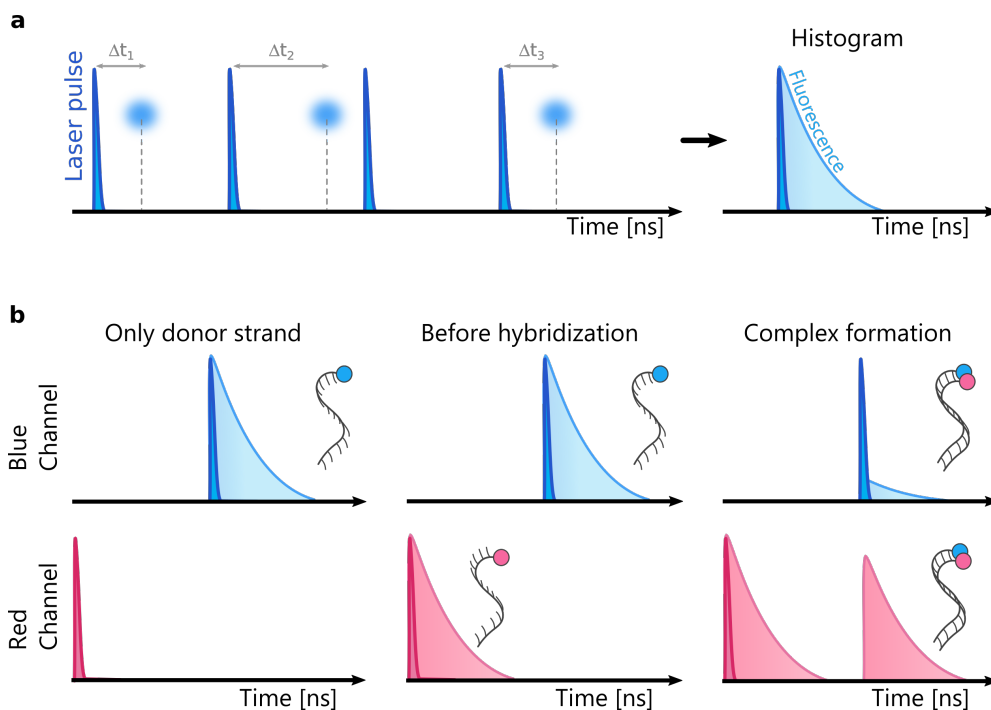 a
Laser pulse
Δt₁
Δt₂
Δt₃
Time [ns]
Histogram
Fluorescence
Time [ns]
b
Only donor strand
Before hybridization
Complex formation
Blue
Channel
Red
Channel
Time [ns]
Time [ns]
Time [ns]